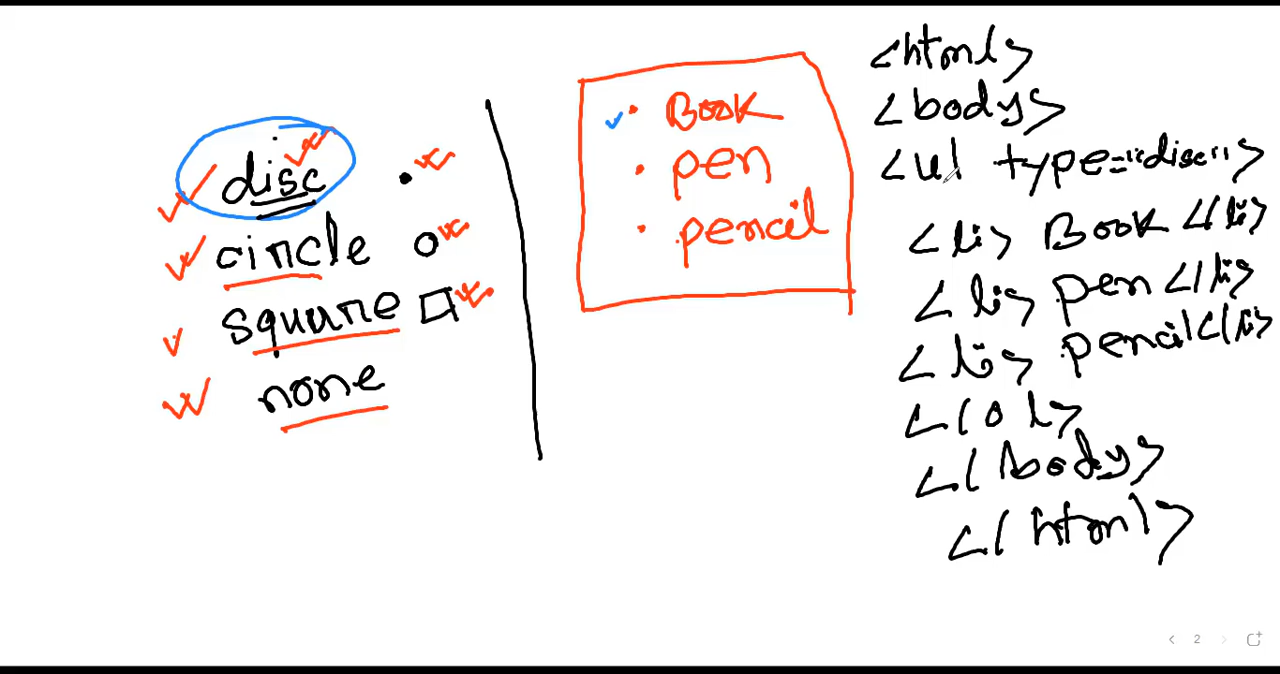 disc
circle
square
none
Book
pen
pencil
<html>
<body>
<ul type="disc">
<li> Book </li>
<li> pen </li>
<li> pencil </li>
</ol>
</body>
</html>
2